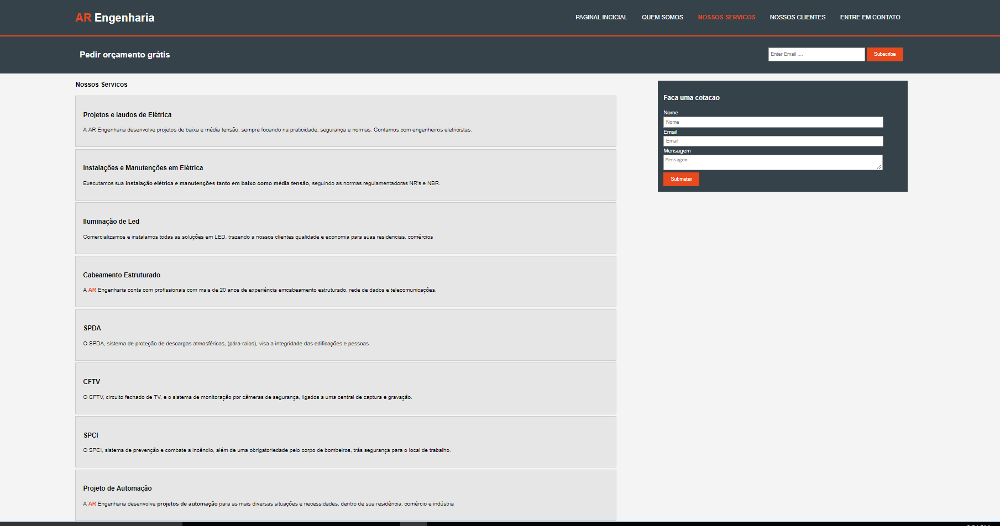 AR Engenharia
PAGINAL INCICIAL QUEM SOMOS NOSSOS SERVICOS NOSSOS CLIENTES ENTRE EM CONTATO
Pedir orçamento grátis
Enter Email .... Subscribe
Nossos Servicos
Projetos e laudos de Elétrica
A AR Engenharia desenvolve projetos de baixa e média tensão, sempre focando na praticidade, segurança e normas. Contamos com engenheiros eletricistas.
Instalações e Manutenções em Elétrica
Executamos sua instalação elétrica e manutenções tanto em baixo como média tensão, seguindo as normas regulamentadoras NR's e NBR.
Iluminação de Led
Comercializamos e instalamos todas as soluções em LED, trazendo a nossos clientes qualidade e economia para suas residencias, comércios
Cabeamento Estruturado
A AR Engenharia conta com profissionais com mais de 20 anos de experiência emcabeamento estruturado, rede de dados e telecomunicações.
SPDA
O SPDA, sistema de proteção de descargas atmosféricas, (pára-raios), visa a integridade das edificações e pessoas.
CFTV
O CFTV, circuito fechado de TV, e o sistema de monitoração por câmeras de segurança, ligados a uma central de captura e gravação.
SPCI
O SPCI, sistema de prevenção e combate a incêndio, além de uma obrigatoriedade pelo corpo de bombeiros, trás segurança para o local de trabalho.
Projeto de Automação
A AR Engenharia desenvolve projetos de automação para as mais diversas situações e necessidades, dentro de sua residência, comércio e indústria
Faca uma cotacao
Nome
Nome
Email
Email
Mensagem
Mensagem
Submeter